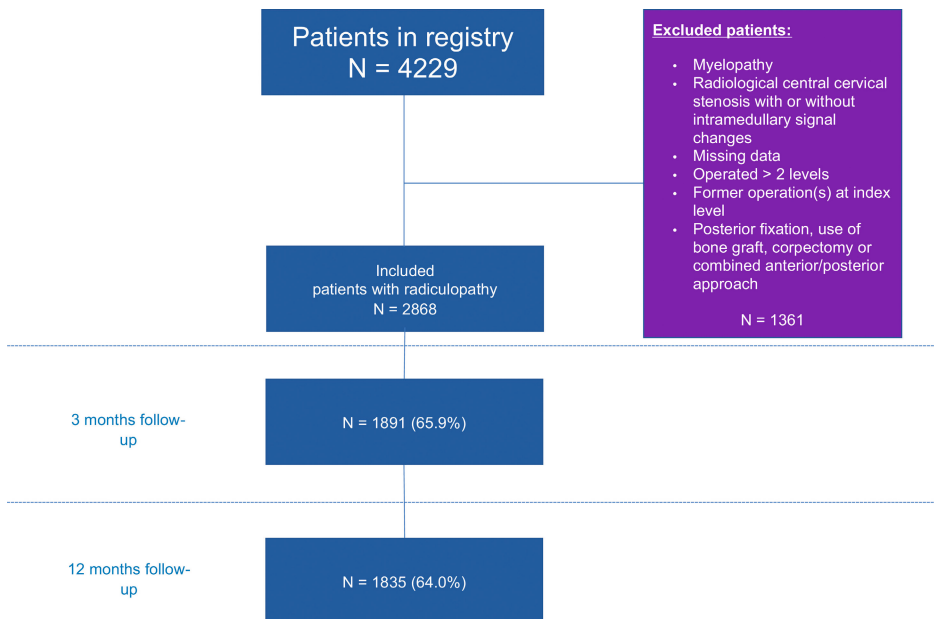 Patients in registry
N = 4229
Excluded patients:
• Myelopathy
• Radiological central cervical
stenosis with or without
intramedullary signal
changes
• Missing data
• Operated > 2 levels
• Former operation(s) at index
level
• Posterior fixation, use of
bone graft, corpectomy or
combined anterior/posterior
approach
N = 1361
Included
patients with radiculopathy
N = 2868
3 months follow-
up
N = 1891 (65.9%)
12 months follow-
up
N = 1835 (64.0%)